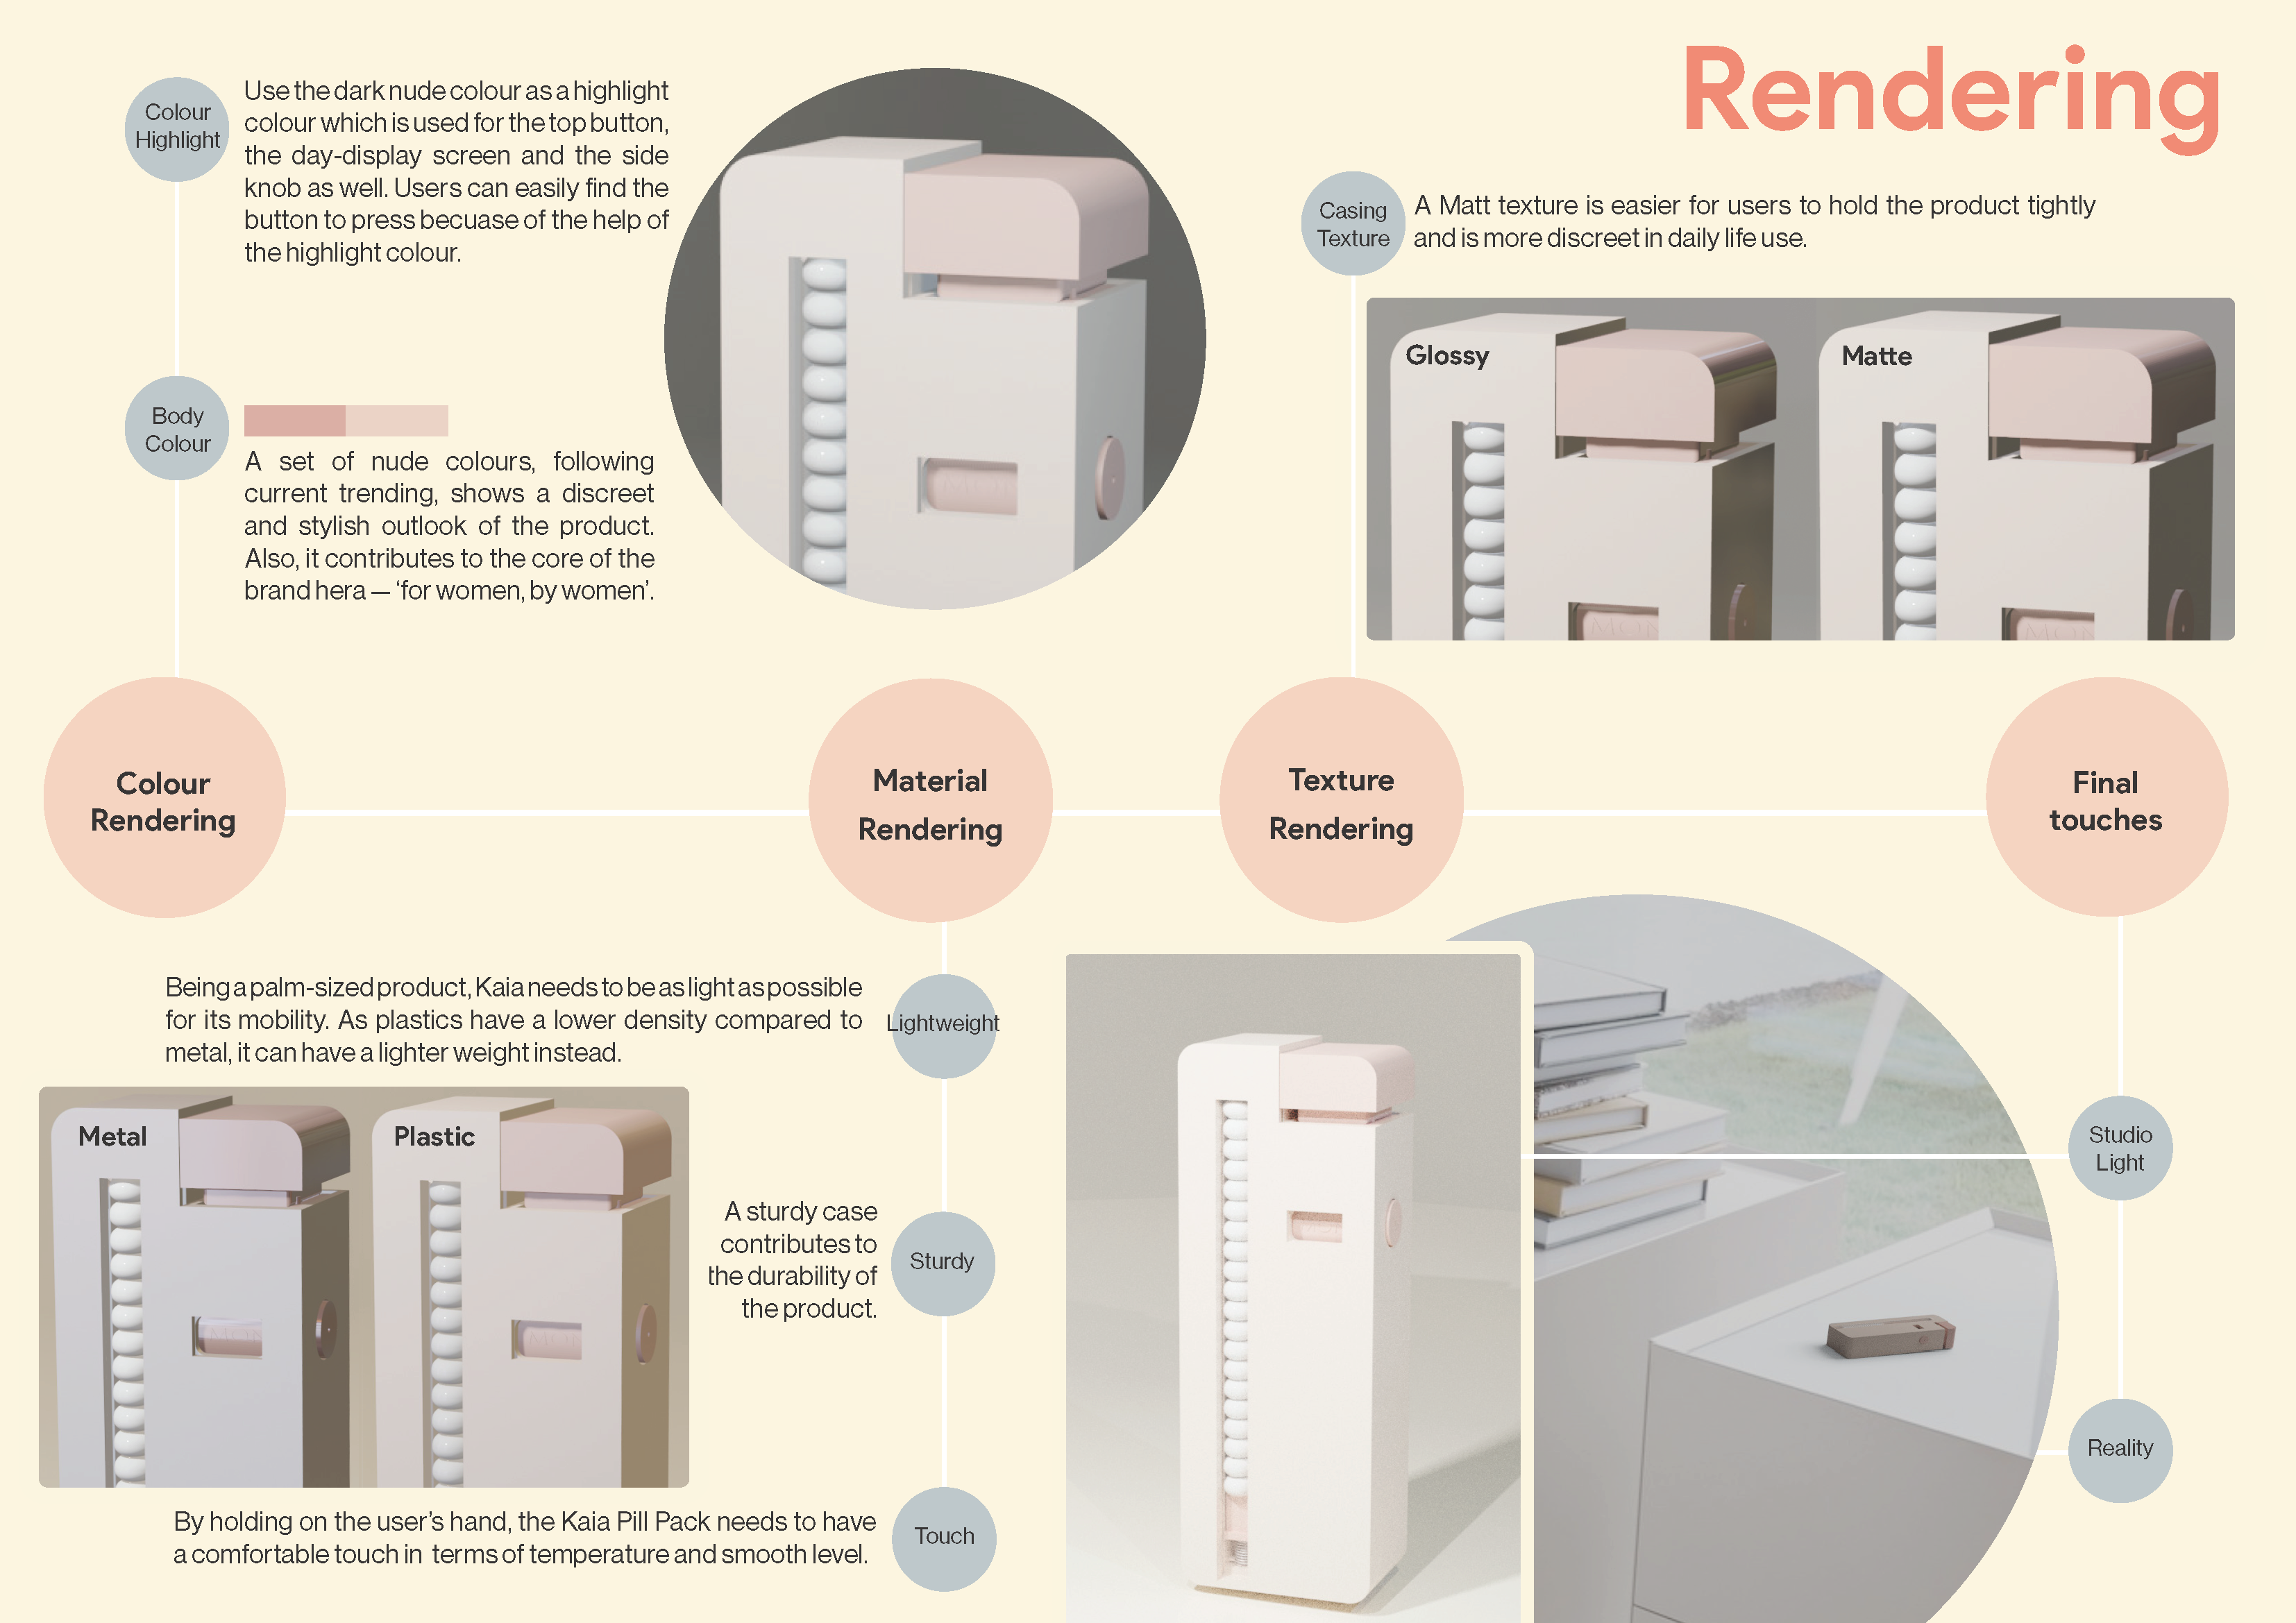 Rendering
Colour
Highlight
Use the dark nude colour as a highlight
colour which is used for the top button,
the day-display screen and the side
knob as well. Users can easily find the
button to press becuase of the help of
the highlight colour.
Body
Colour
A set of nude colours, following
current trending, shows a discreet
and stylish outlook of the product.
Also, it contributes to the core of the
brand hera — ‘for women, by women’.
Casing
Texture
A Matt texture is easier for users to hold the product tightly
and is more discreet in daily life use.
Glossy
Matte
Colour
Rendering
Material
Rendering
Texture
Rendering
Final
touches
Being a palm-sized product, Kaia needs to be as light as possible
for its mobility. As plastics have a lower density compared to
metal, it can have a lighter weight instead.
Lightweight
Metal
Plastic
A sturdy case
contributes to
the durability of
the product.
Sturdy
By holding on the user’s hand, the Kaia Pill Pack needs to have
a comfortable touch in terms of temperature and smooth level.
Touch
Studio
Light
Reality